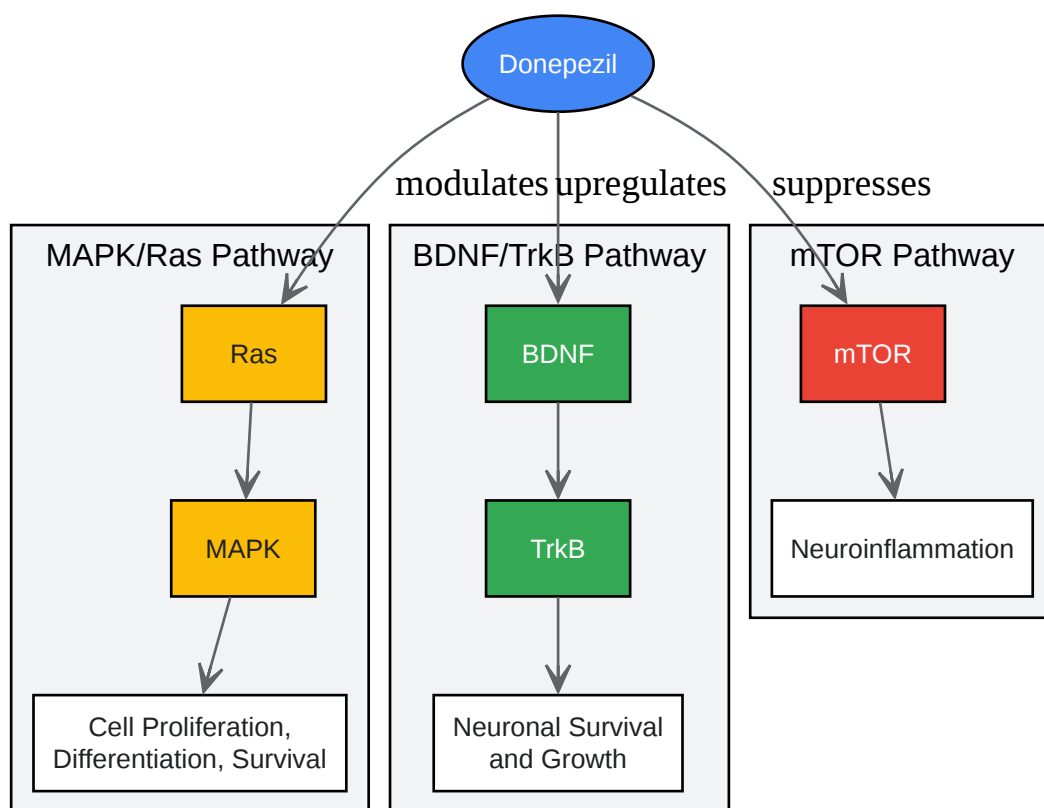 Donepezil
modulates
upregulates
suppresses
MAPK/Ras Pathway
BDNF/TrkB Pathway
mTOR Pathway
Ras
BDNF
mTOR
MAPK
TrkB
Neuroinflammation
Cell Proliferation,
Differentiation, Survival
Neuronal Survival
and Growth